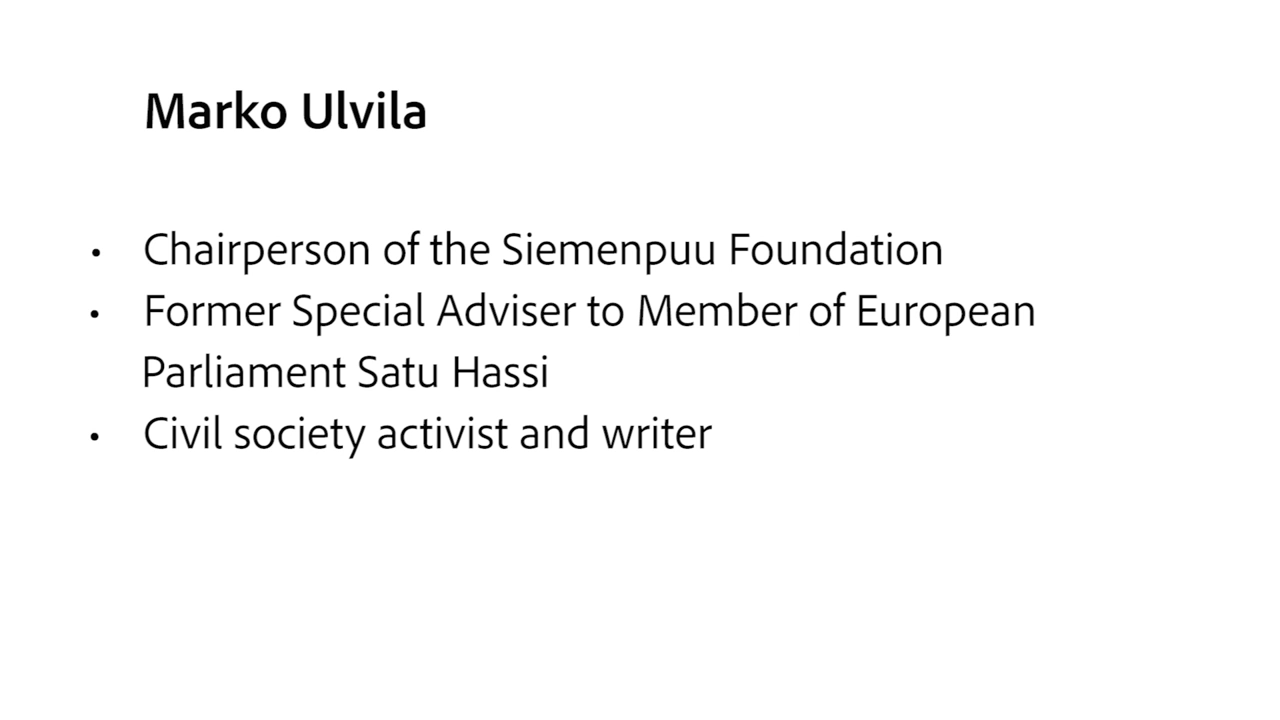 Marko Ulvila
• Chairperson of the Siemenpuu Foundation
• Former Special Adviser to Member of European
Parliament Satu Hassi
• Civil society activist and writer